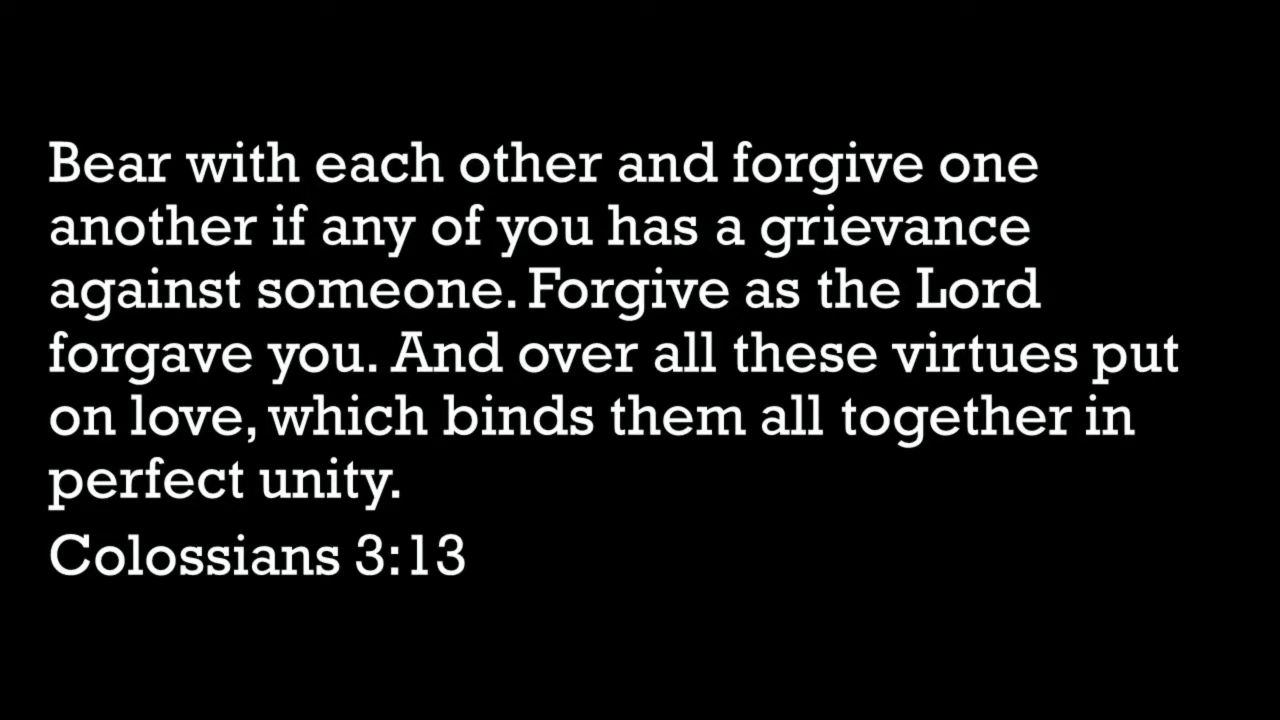 Bear with each other and forgive one
another if any of you has a grievance
against someone. Forgive as the Lord
forgave you. And over all these virtues put
on love, which binds them all together in
perfect unity.
Colossians 3:13